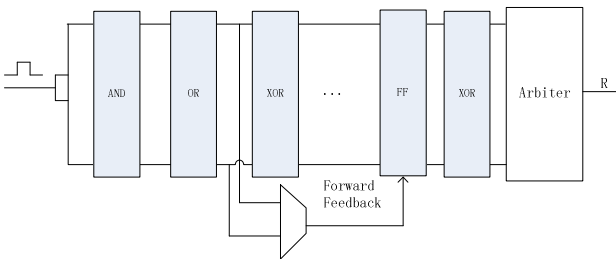 AND
OR
XOR
...
FF
XOR
Arbiter
R
Forward
Feedback